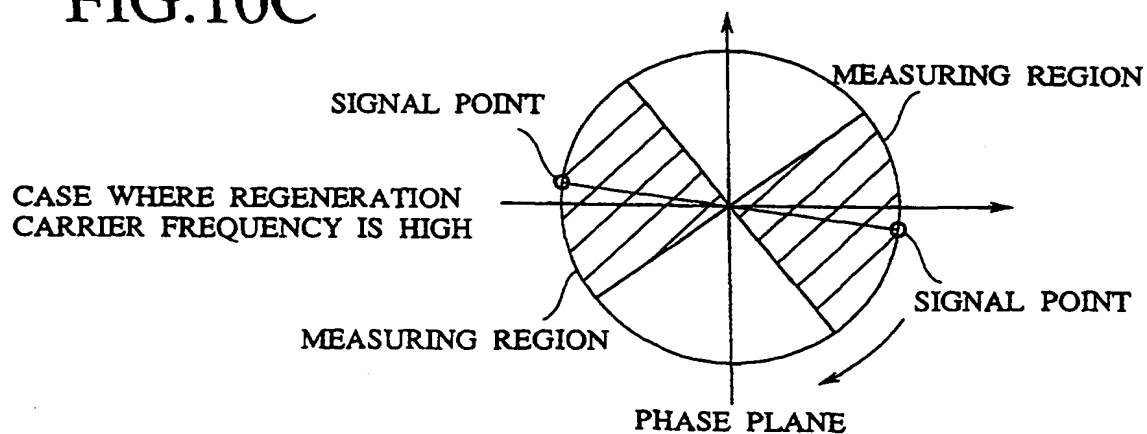 FIG.10C
MEASURING REGION
SIGNAL POINT
CASE WHERE REGENERATION
CARRIER FREQUENCY IS HIGH
SIGNAL POINT
MEASURING REGION
PHASE PLANE